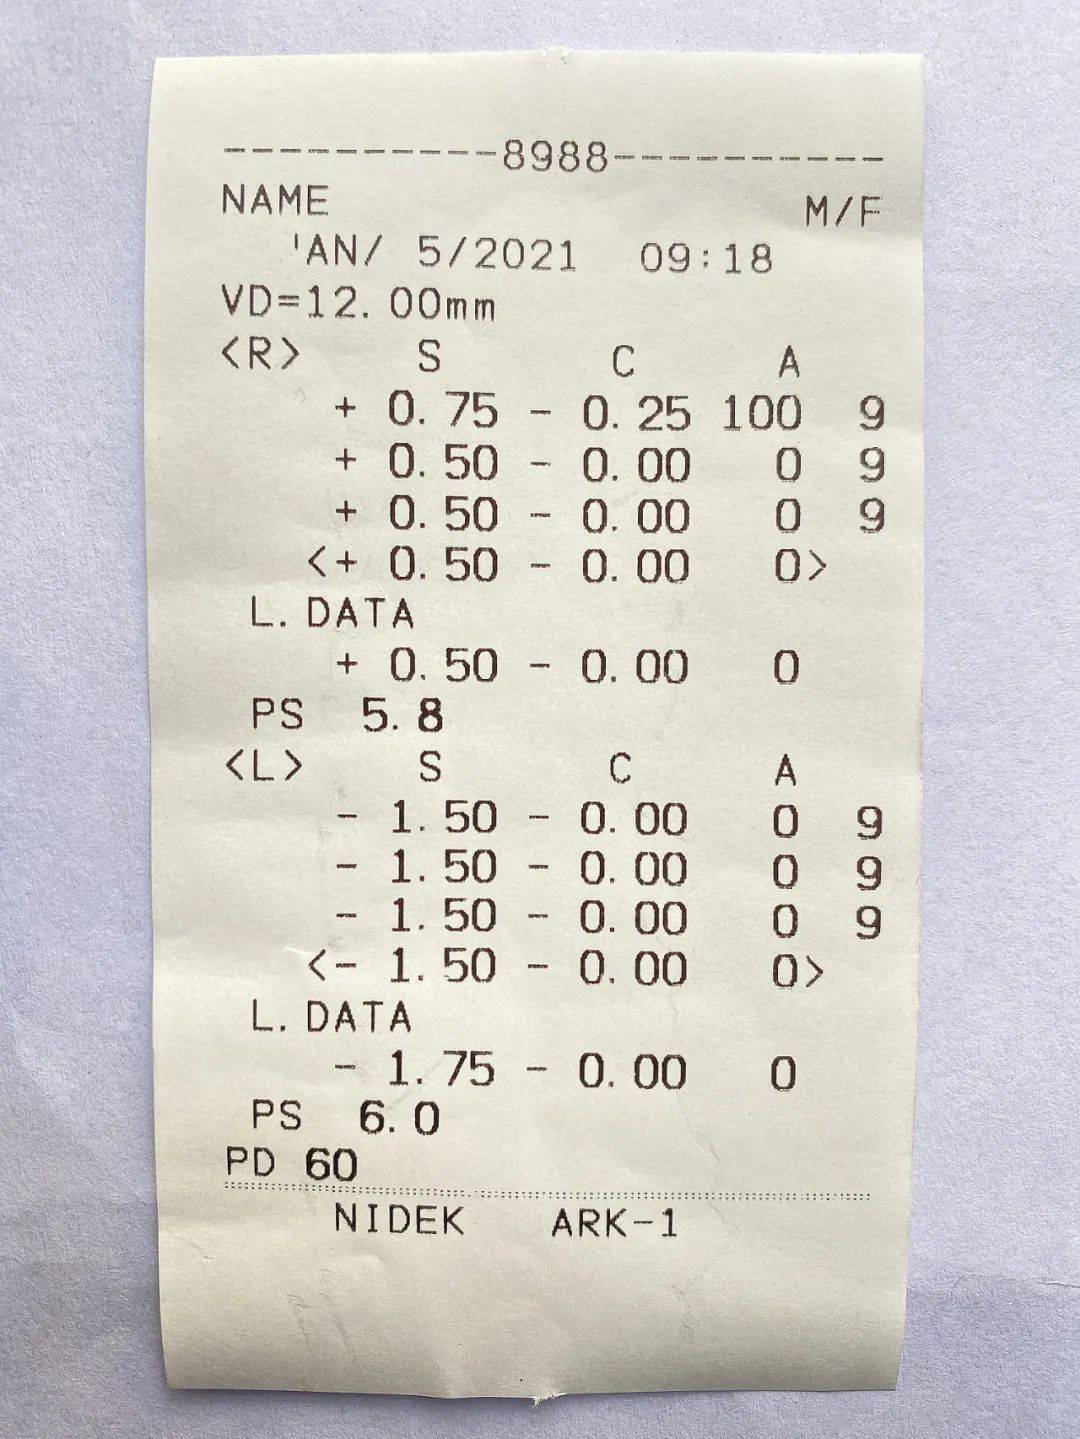 ----------8988----------
NAME M/F
'AN/ 5/2021 09:18
VD=12.00mm
<R> S C A
+ 0.75 - 0.25 100 9
+ 0.50 - 0.00 0 9
+ 0.50 - 0.00 0 9
<+ 0.50 - 0.00 0>
L.DATA
+ 0.50 - 0.00 0
PS 5.8
<L> S C A
- 1.50 - 0.00 0 9
- 1.50 - 0.00 0 9
- 1.50 - 0.00 0 9
<- 1.50 - 0.00 0>
L.DATA
- 1.75 - 0.00 0
PS 6.0
PD 60
NIDEK ARK-1